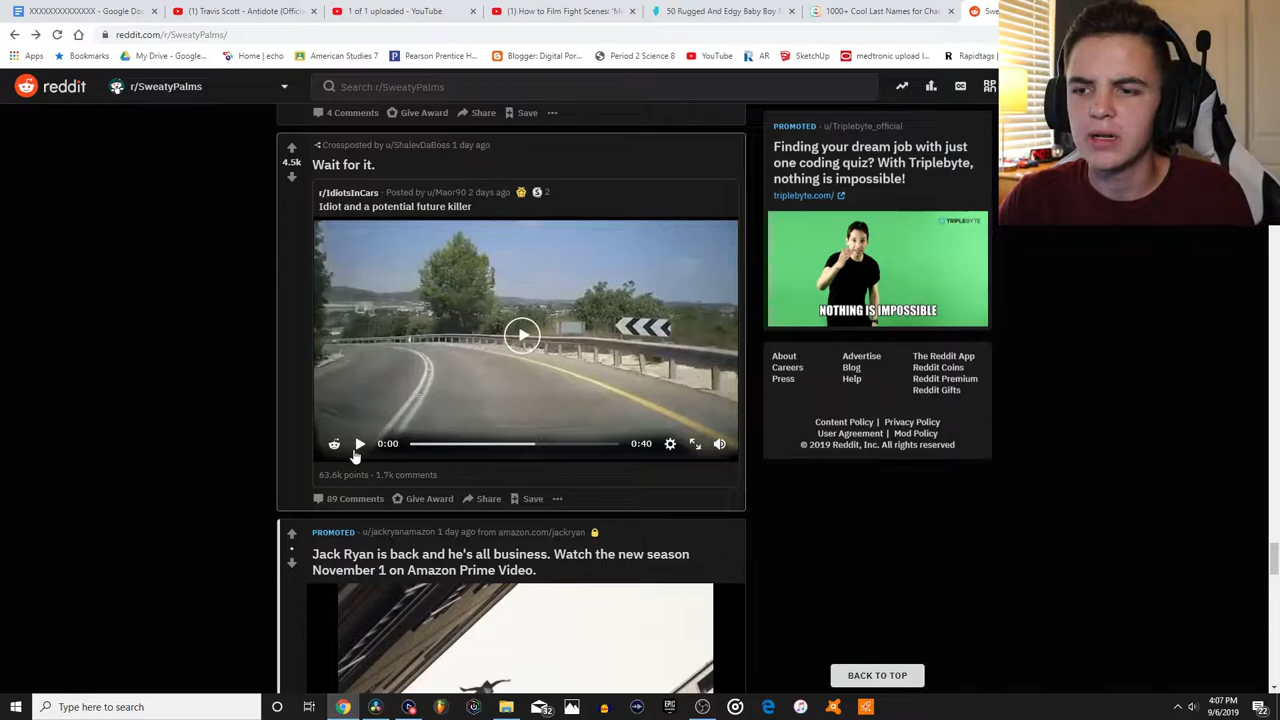 XXXXXXXXXXXXXX - Google Doc
(1) Travis Scott - Antidote (Offici
1 of 1 uploaded - YouTube
(1) How to Film Fight Scenes: M
50 Rugged And Edgy Baby Boy
1000+ Cool Last Names for Cha
reddit.com/r/SweatyPalms/
Apps
Bookmarks
My Drive - Google...
Home | echo
American Studies 7
Pearson Prentice H...
Blogger: Digital Por...
Period 2 Science 8
YouTube
AR
SketchUp
medtronic upload l...
Rapidtags
reddit
r/SweatyPalms
Search r/SweatyPalms
4 Comments
Give Award
Share
Save
Crossposted by u/ShalevDaBoss 1 day ago
4.5k
Wait for it.
r/IdiotsInCars · Posted by u/Maor90 2 days ago
2
Idiot and a potential future killer
0:00
0:40
63.6k points · 1.7k comments
89 Comments
Give Award
Share
Save
PROMOTED · u/jackryanamazon 1 day ago from amazon.com/jackryan
Jack Ryan is back and he's all business. Watch the new season
November 1 on Amazon Prime Video.
PROMOTED · u/Triplebyte_official
Finding your dream job with just
one coding quiz? With Triplebyte,
nothing is impossible!
triplebyte.com/
TRIPLEBYTE
NOTHING IS IMPOSSIBLE
About
Advertise
The Reddit App
Careers
Blog
Reddit Coins
Press
Help
Reddit Premium
Reddit Gifts
Content Policy | Privacy Policy
User Agreement | Mod Policy
© 2019 Reddit, Inc. All rights reserved
BACK TO TOP
Type here to search
4:07 PM
9/6/2019